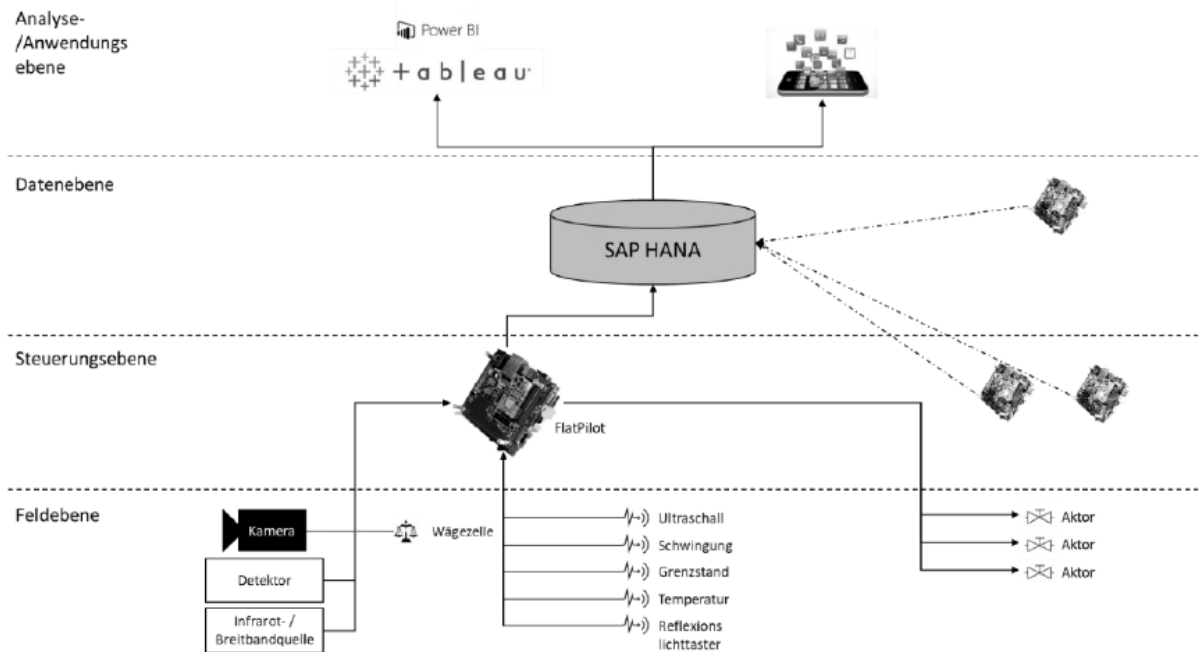 Analyse-
/Anwendungs
ebene
Power BI
+ a b l e a u
Datenebene
SAP HANA
Steuerungsebene
FlatPilot
Feldebene
Kamera
Wägezelle
Detektor
Infrarot- /
Breitbandquelle
Ultraschall
Schwingung
Grenzstand
Temperatur
Reflexions
lichttaster
Aktor
Aktor
Aktor